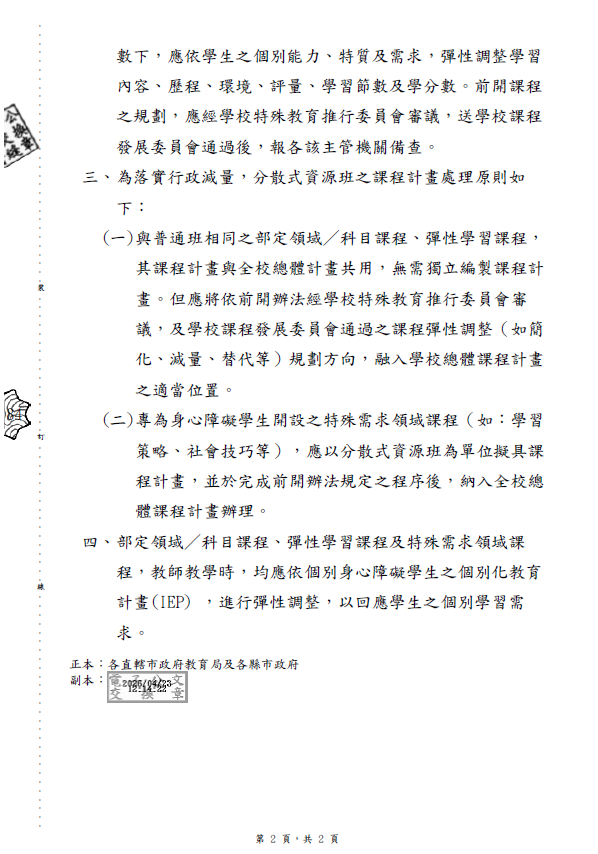 數下，應依學生之個別能力、特質及需求，彈性調整學習
內容、歷程、環境、評量、學習節數及學分數。前開課程
之規劃，應經學校特殊教育推行委員會審議，送學校課程
發展委員會通過後，報各該主管機關備查。
三、為落實行政減量，分散式資源班之課程計畫處理原則如
下：
(一)與普通班相同之部定領域／科目課程、彈性學習課程，
其課程計畫與全校總體計畫共用，無需獨立編製課程計
畫。但應將依前開辦法經學校特殊教育推行委員會審
議，及學校課程發展委員會通過之課程彈性調整（如簡
化、減量、替代等）規劃方向，融入學校總體課程計畫
之適當位置。
(二)專為身心障礙學生開設之特殊需求領域課程（如：學習
策略、社會技巧等），應以分散式資源班為單位擬具課
程計畫，並於完成前開辦法規定之程序後，納入全校總
體課程計畫辦理。
四、部定領域／科目課程、彈性學習課程及特殊需求領域課
程，教師教學時，均應依個別身心障礙學生之個別化教育
計畫(IEP) ，進行彈性調整，以回應學生之個別學習需
求。
正本：各直轄市政府教育局及各縣市政府
副本：
電子公文
2026/04/23
12:14:22
交換章
裝
訂
線
第 2 頁，共 2 頁